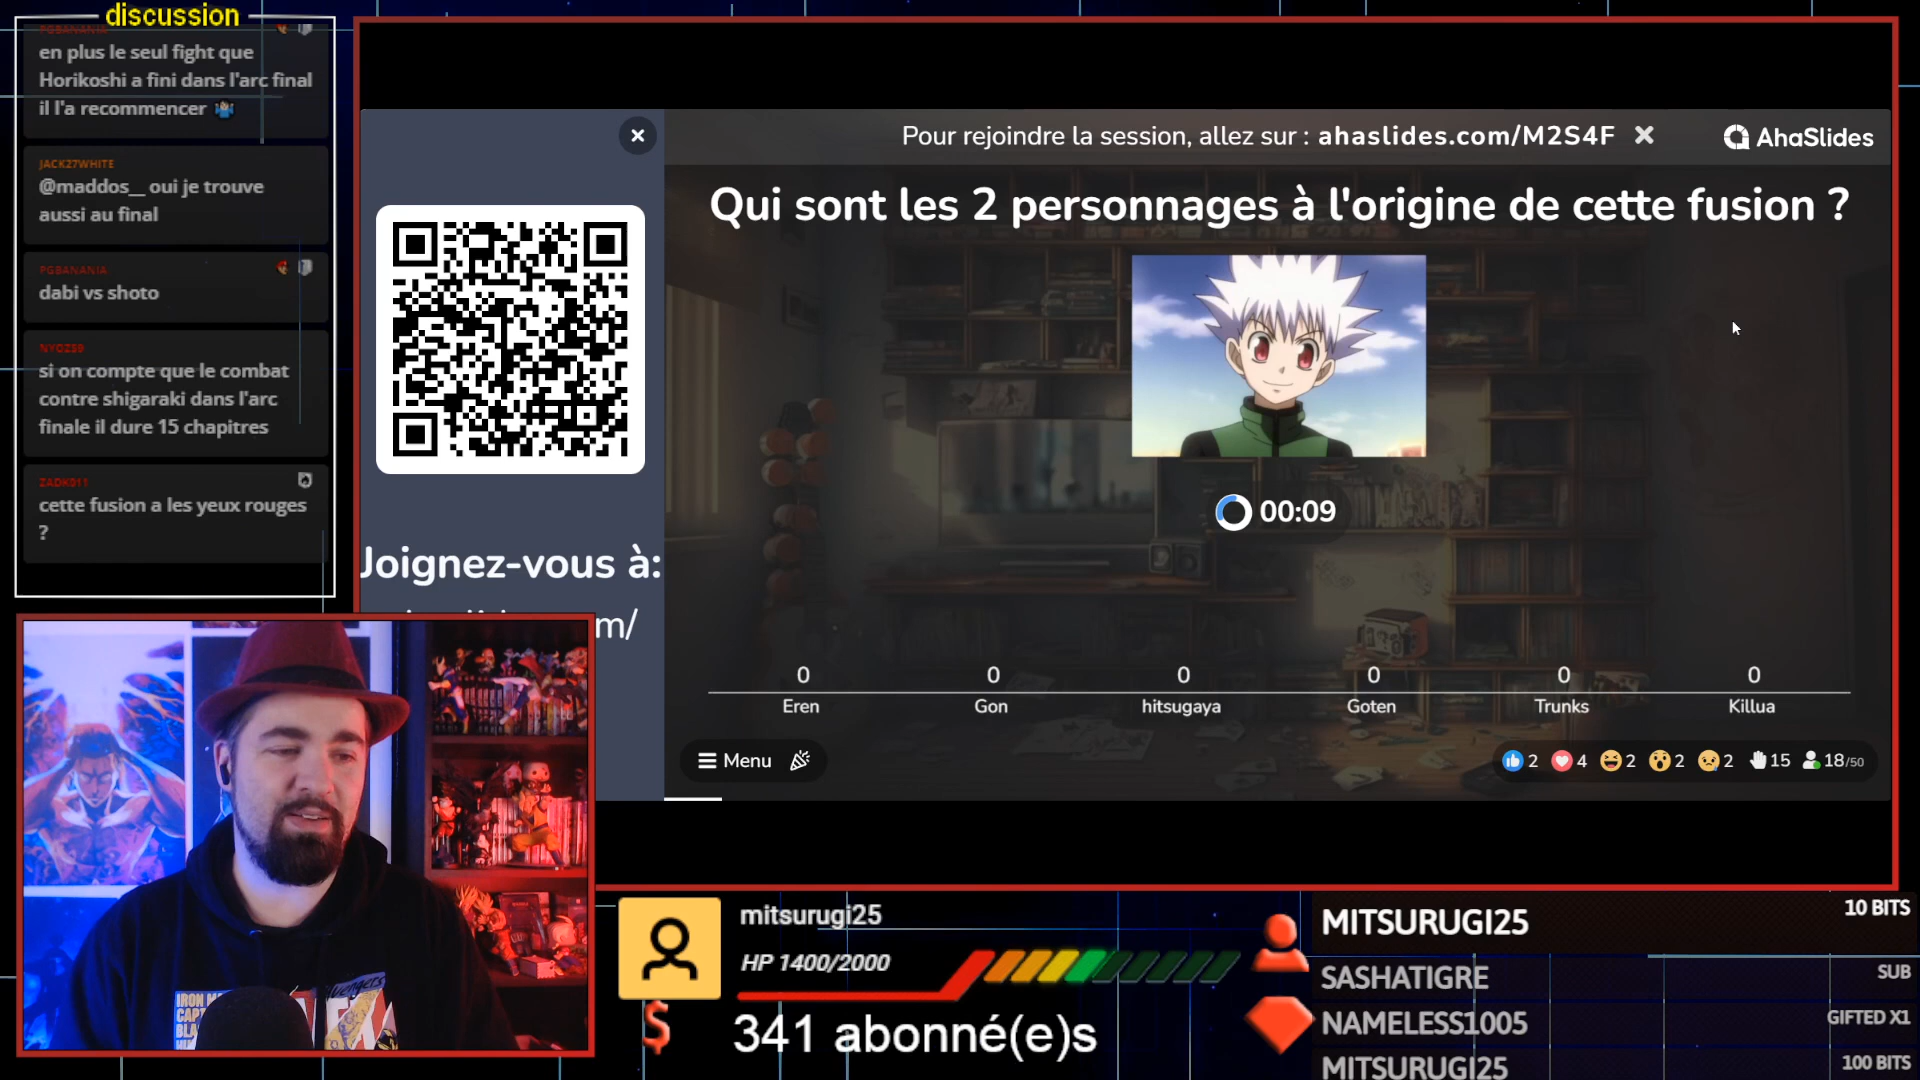 discussion
PGBANANIA
en plus le seul fight que
Horikoshi a fini dans l'arc final
il l'a recommencer
JACK27WHITE
@maddos__ oui je trouve
aussi au final
PGBANANIA
dabi vs shoto
NYOZ59
si on compte que le combat
contre shigaraki dans l'arc
finale il dure 15 chapitres
ZADK011
cette fusion a les yeux rouges
?
Joignez-vous à:
m/
Pour rejoindre la session, allez sur : ahaslides.com/M2S4F
AhaSlides
Qui sont les 2 personnages à l'origine de cette fusion ?
00:09
0 0 0 0 0 0
Eren Gon hitsugaya Goten Trunks Killua
Menu
2 4 2 2 2 15 18/50
mitsurugi25
HP 1400/2000
341 abonné(e)s
MITSURUGI25 10 BITS
SASHATIGRE SUB
NAMELESS1005 GIFTED X1
MITSURUGI25 100 BITS